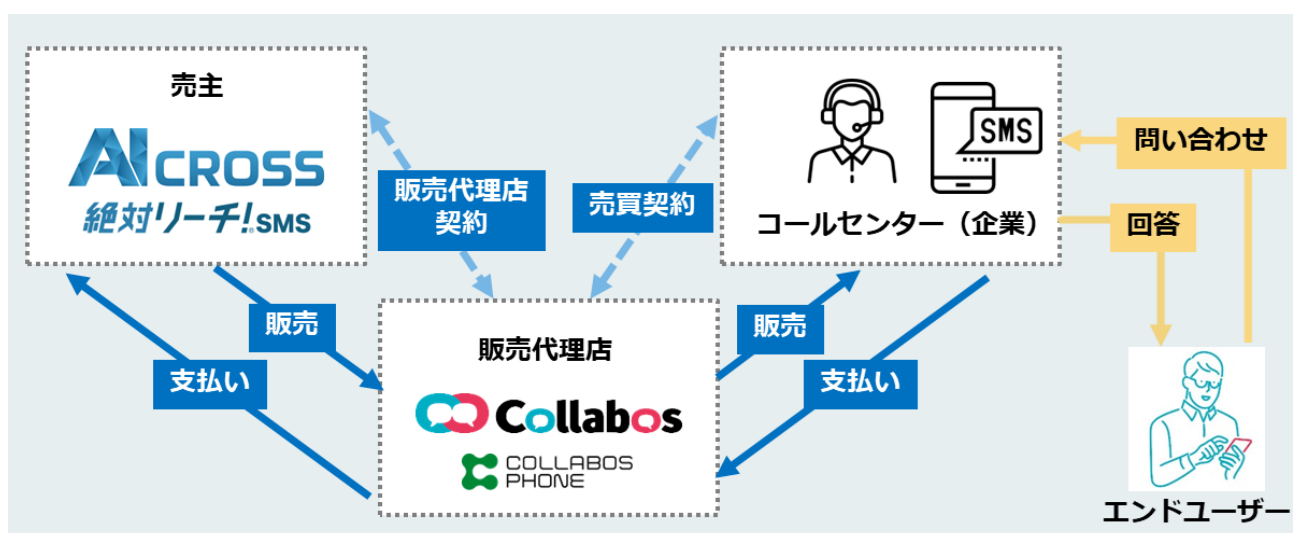 売主
AI CROSS
絶対リーチ!®SMS
販売代理店
契約
売買契約
SMS
コールセンター（企業）
問い合わせ
回答
販売
支払い
販売代理店
Collabos
COLLABOS
PHONE
販売
支払い
エンドユーザー